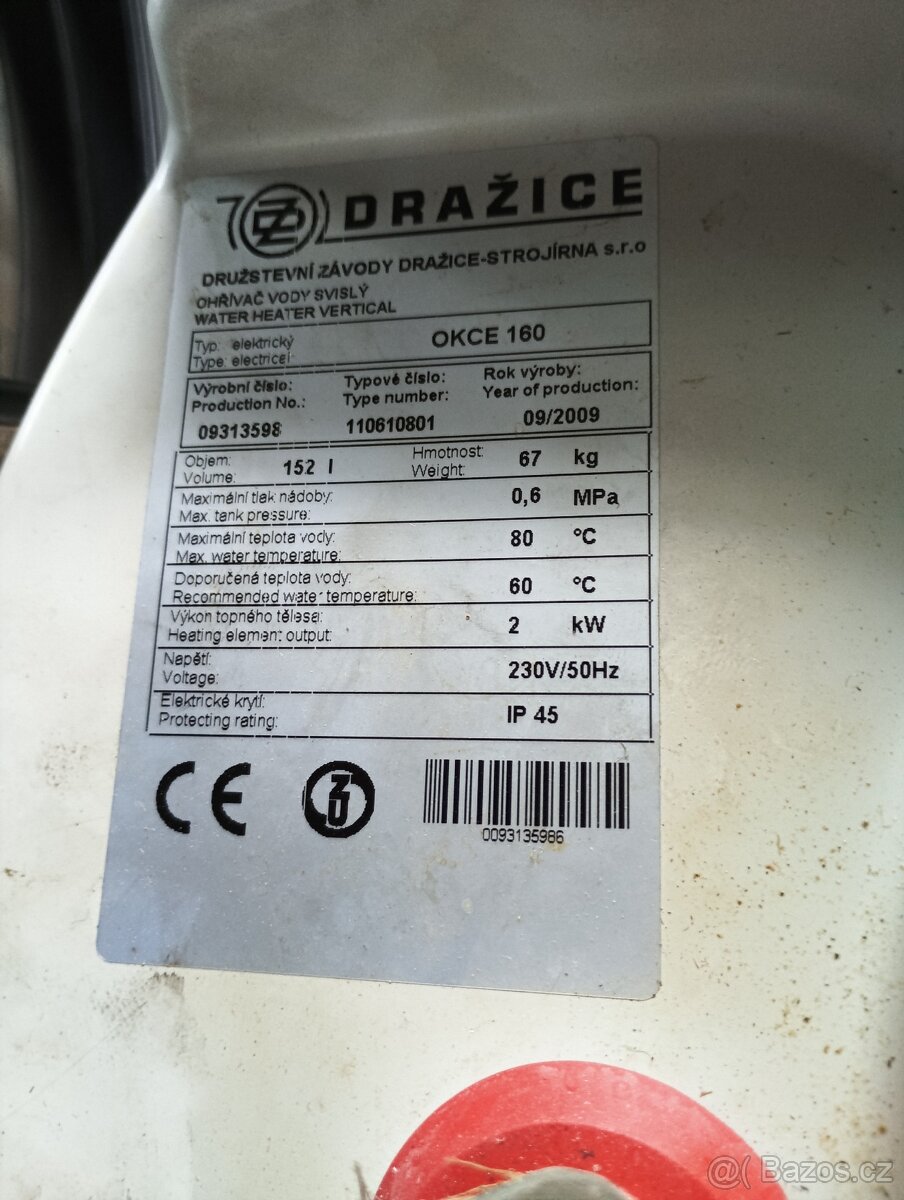 DZD DRAŽICE
DRUŽSTEVNÍ ZÁVODY DRAŽICE-STROJÍRNA s.r.o
OHŘÍVAČ VODY SVISLÝ
WATER HEATER VERTICAL
Typ: elektrický OKCE 160
Type: electrical
Výrobní číslo: Typové číslo: Rok výroby:
Production No.: Type number: Year of production:
09313598 110610801 09/2009
Objem: 152 l Hmotnost: 67 kg
Volume: Weight:
Maximální tlak nádoby: 0,6 MPa
Max. tank pressure:
Maximální teplota vody: 80 °C
Max. water temperature:
Doporučená teplota vody: 60 °C
Recommended water temperature:
Výkon topného tělesa: 2 kW
Heating element output:
Napětí: 230V/50Hz
Voltage:
Elektrické krytí: IP 45
Protecting rating:
CE
0093135986
@( Bazos.cz